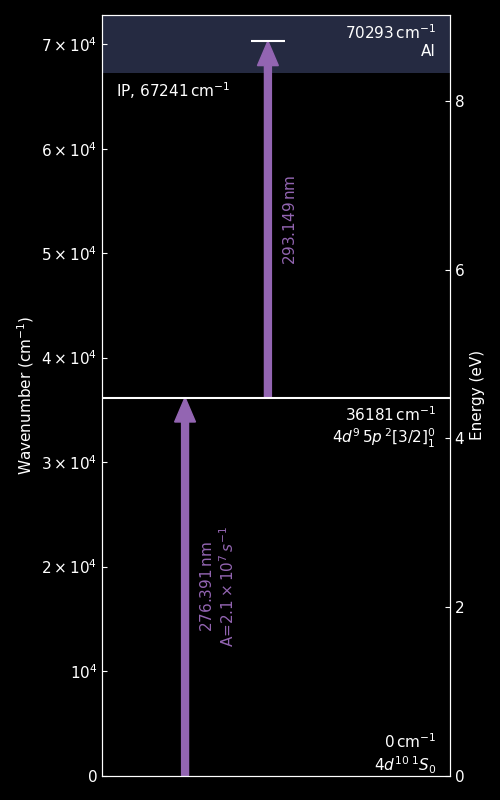 70293 cm⁻¹
AI
IP, 67241 cm⁻¹
293.149 nm
36181 cm⁻¹
4d⁹ 5p ²[3/2]⁰₁
276.391 nm
A=2.1 × 10⁷ s⁻¹
0 cm⁻¹
4d¹⁰ ¹S₀
Wavenumber (cm⁻¹)
7 × 10⁴
6 × 10⁴
5 × 10⁴
4 × 10⁴
3 × 10⁴
2 × 10⁴
10⁴
0
Energy (eV)
8
6
4
2
0